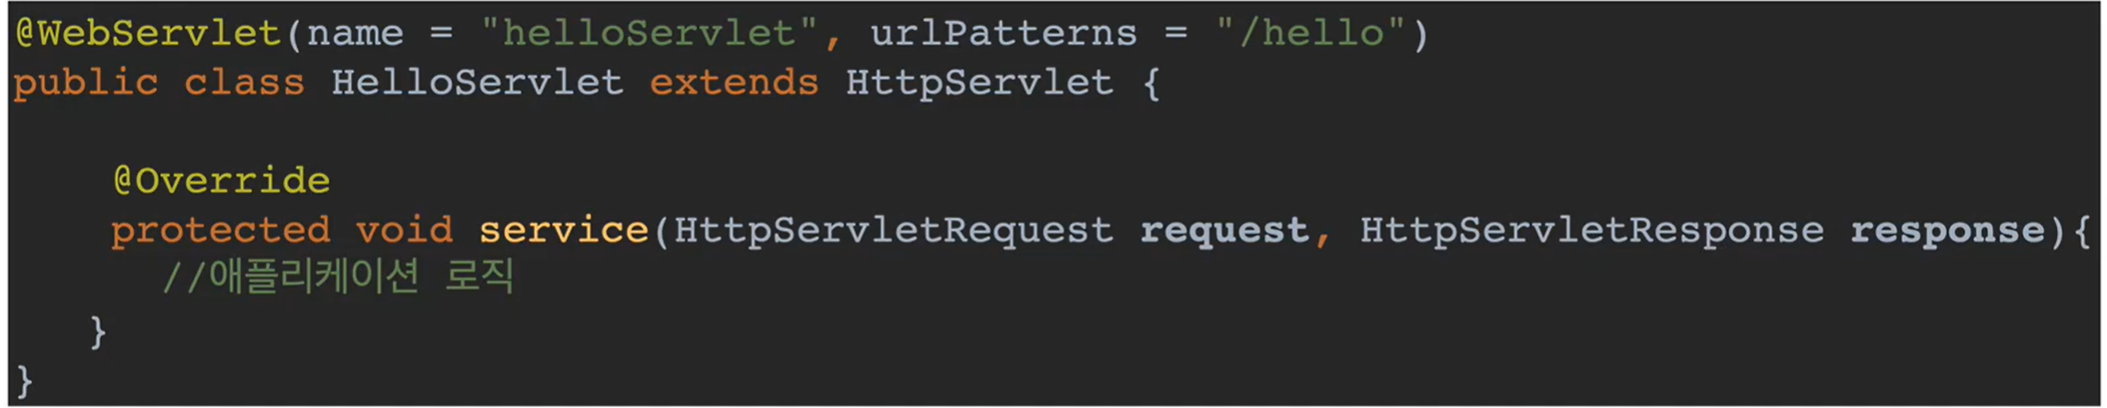 @WebServlet(name = "helloServlet", urlPatterns = "/hello")
public class HelloServlet extends HttpServlet {
@Override
protected void service(HttpServletRequest request, HttpServletResponse response){
//애플리케이션 로직
}
}